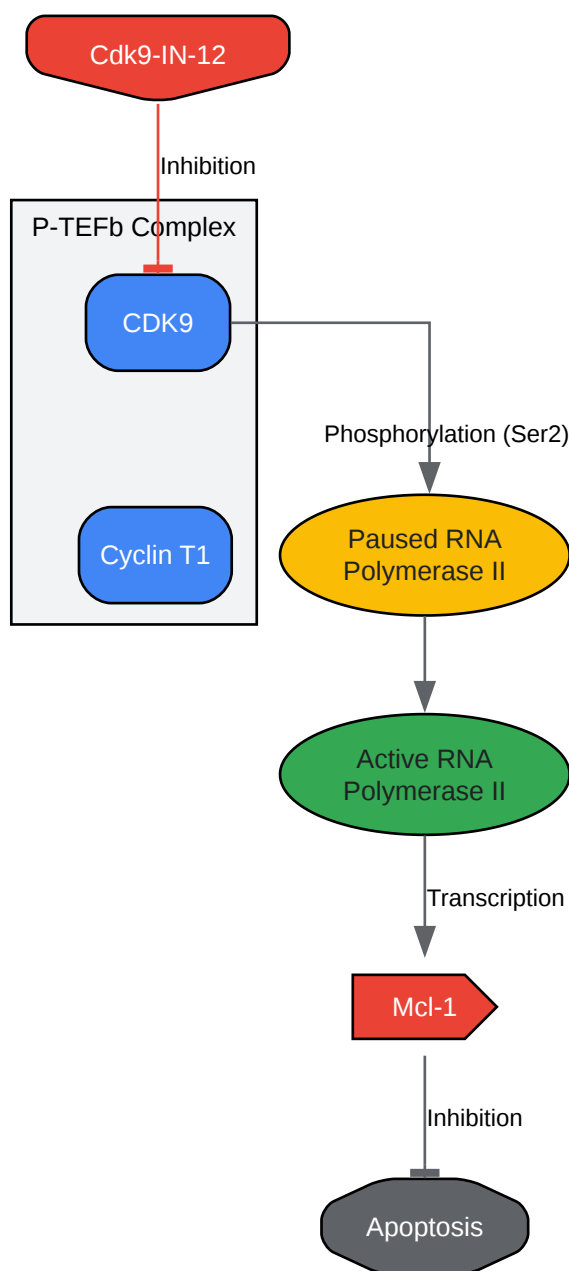 Cdk9-IN-12
Inhibition
P-TEFb Complex
CDK9
Phosphorylation (Ser2)
Cyclin T1
Paused RNA
Polymerase II
Active RNA
Polymerase II
Transcription
Mcl-1
Inhibition
Apoptosis